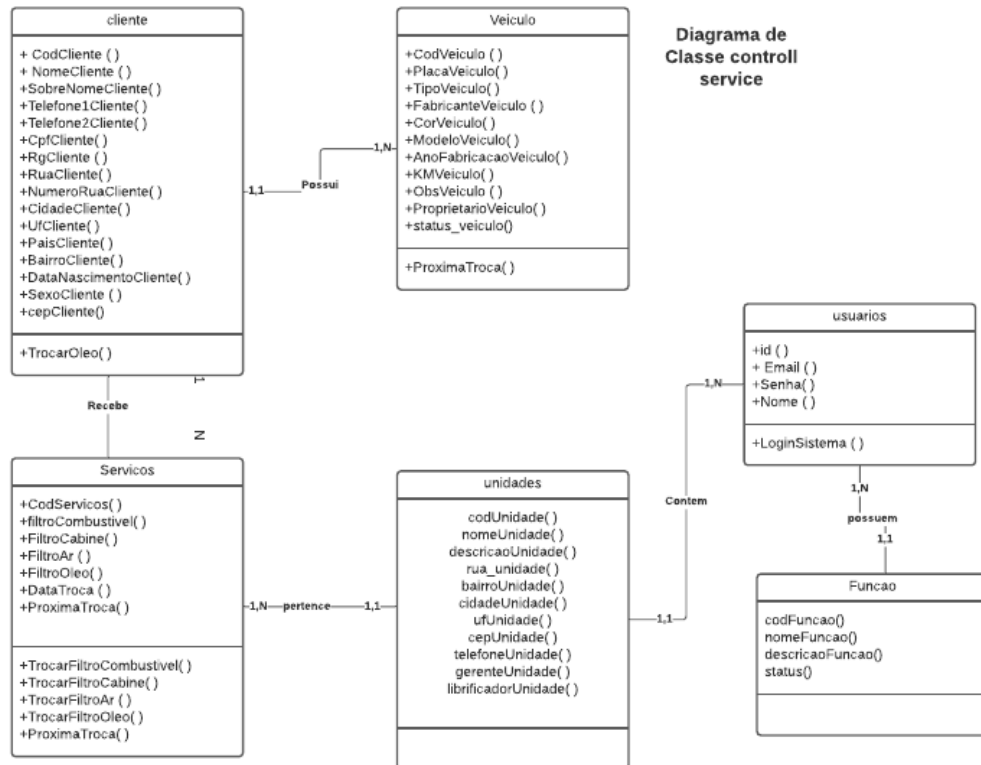 cliente
+ CodCliente ( )
+ NomeCliente ( )
+SobreNomeCliente( )
+Telefone1Cliente( )
+Telefone2Cliente( )
+CpfCliente( )
+RgCliente ( )
+RuaCliente( )
+NumeroRuaCliente( )
+CidadeCliente( )
+UfCliente( )
+PaisCliente( )
+BairroCliente( )
+DataNascimentoCliente( )
+SexoCliente ( )
+cepCliente()
+TrocarOleo( )
1,1
Possui
1,N
Veiculo
+CodVeiculo ( )
+PlacaVeiculo( )
+TipoVeiculo( )
+FabricanteVeiculo ( )
+CorVeiculo( )
+ModeloVeiculo( )
+AnoFabricacaoVeiculo( )
+KMVeiculo( )
+ObsVeiculo ( )
+ProprietarioVeiculo( )
+status_veiculo()
+ProximaTroca( )
Diagrama de
Classe controll
service
1
Recebe
N
Servicos
+CodServicos( )
+filtroCombustivel( )
+FiltroCabine( )
+FiltroAr ( )
+FiltroOleo( )
+DataTroca ( )
+ProximaTroca( )
+TrocarFiltroCombustivel( )
+TrocarFiltroCabine( )
+TrocarFiltroAr ( )
+TrocarFiltroOleo( )
+ProximaTroca( )
1,N
pertence
1,1
unidades
codUnidade( )
nomeUnidade( )
descricaoUnidade( )
rua_unidade( )
bairroUnidade( )
cidadeUnidade( )
ufUnidade( )
cepUnidade( )
telefoneUnidade( )
gerenteUnidade( )
librificadorUnidade( )
1,1
Contem
1,N
usuarios
+id ( )
+ Email ( )
+Senha( )
+Nome ( )
+LoginSistema ( )
1,N
possuem
1,1
Funcao
codFuncao()
nomeFuncao()
descricaoFuncao()
status()